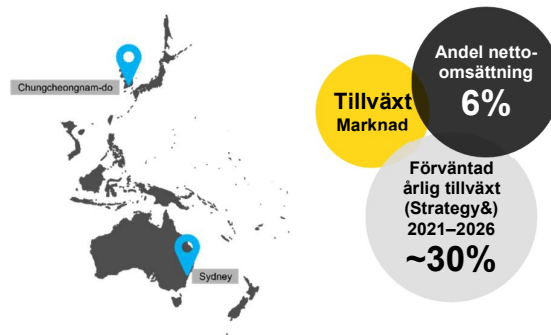 Chungcheongnam-do
Sydney
Tillväxt
Marknad
Andel netto-
omsättning
6%
Förväntad
årlig tillväxt
(Strategy&)
2021–2026
~30%